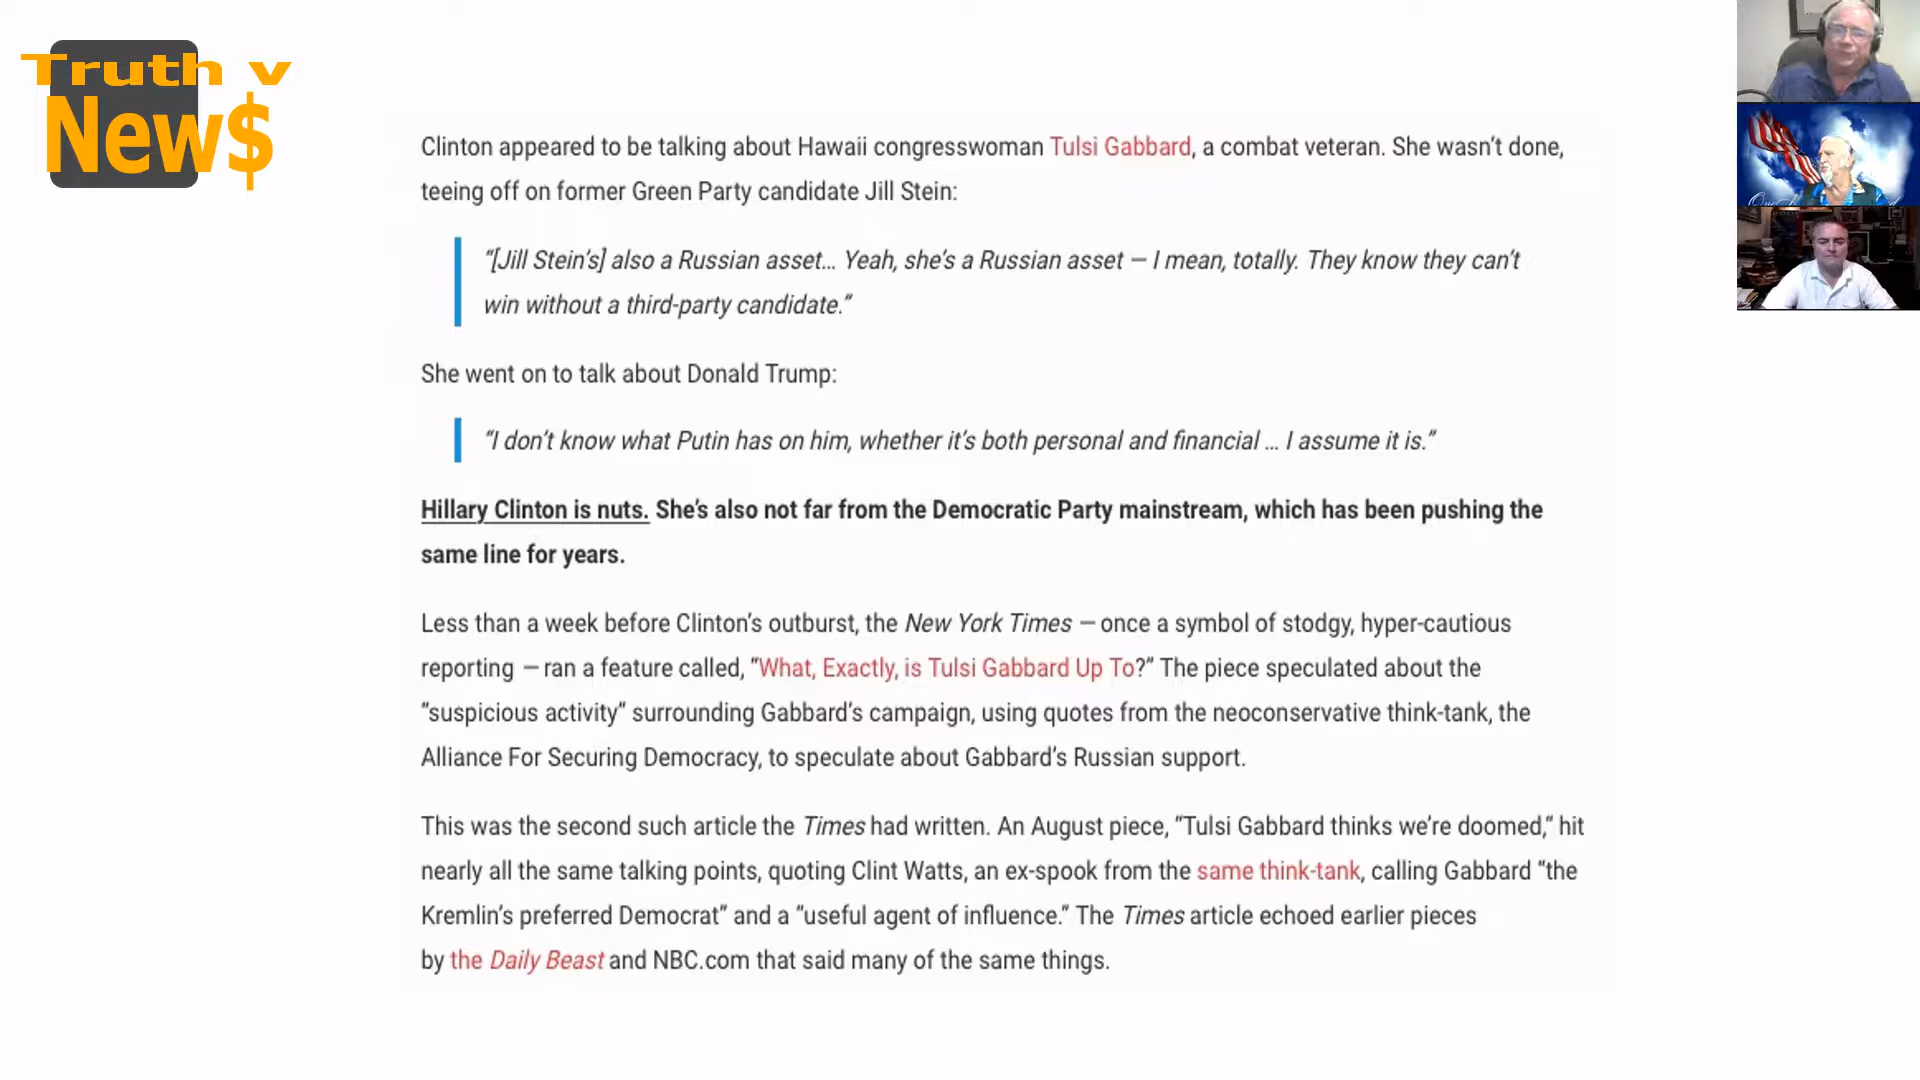 Truth v
New$
Clinton appeared to be talking about Hawaii congresswoman Tulsi Gabbard, a combat veteran. She wasn’t done,
teeing off on former Green Party candidate Jill Stein:
“[Jill Stein’s] also a Russian asset… Yeah, she’s a Russian asset — I mean, totally. They know they can’t
win without a third-party candidate.”
She went on to talk about Donald Trump:
“I don’t know what Putin has on him, whether it’s both personal and financial … I assume it is.”
Hillary Clinton is nuts. She’s also not far from the Democratic Party mainstream, which has been pushing the
same line for years.
Less than a week before Clinton’s outburst, the New York Times — once a symbol of stodgy, hyper-cautious
reporting — ran a feature called, “What, Exactly, is Tulsi Gabbard Up To?” The piece speculated about the
“suspicious activity” surrounding Gabbard’s campaign, using quotes from the neoconservative think-tank, the
Alliance For Securing Democracy, to speculate about Gabbard’s Russian support.
This was the second such article the Times had written. An August piece, “Tulsi Gabbard thinks we’re doomed,” hit
nearly all the same talking points, quoting Clint Watts, an ex-spook from the same think-tank, calling Gabbard “the
Kremlin’s preferred Democrat” and a “useful agent of influence.” The Times article echoed earlier pieces
by the Daily Beast and NBC.com that said many of the same things.